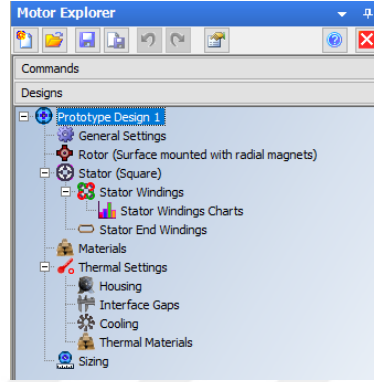 Motor Explorer
Commands
Designs
Prototype Design 1
General Settings
Rotor (Surface mounted with radial magnets)
Stator (Square)
Stator Windings
Stator Windings Charts
Stator End Windings
Materials
Thermal Settings
Housing
Interface Gaps
Cooling
Thermal Materials
Sizing